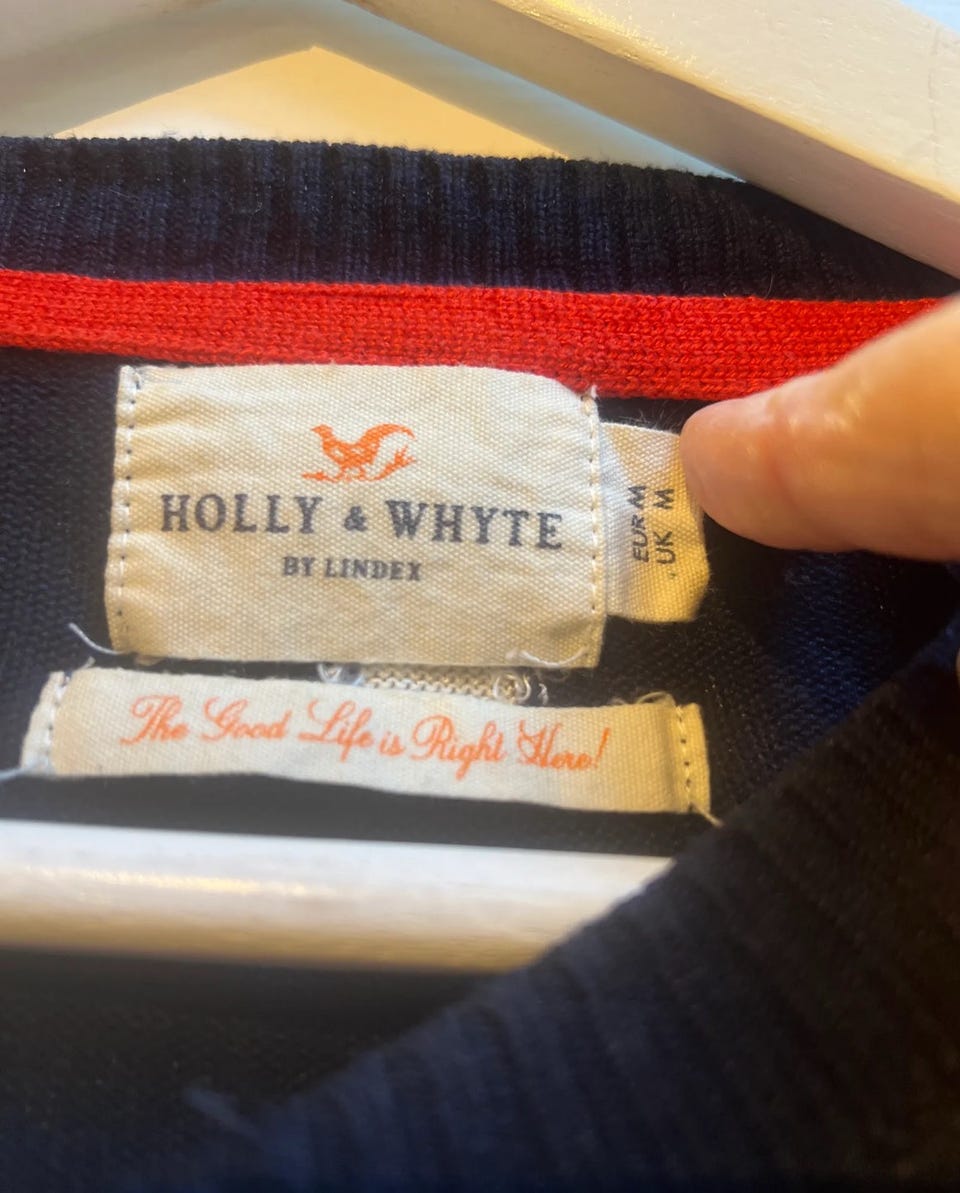 HOLLY & WHYTE
BY LINDEX
EUR M
UK M
The Good Life is Right Here!